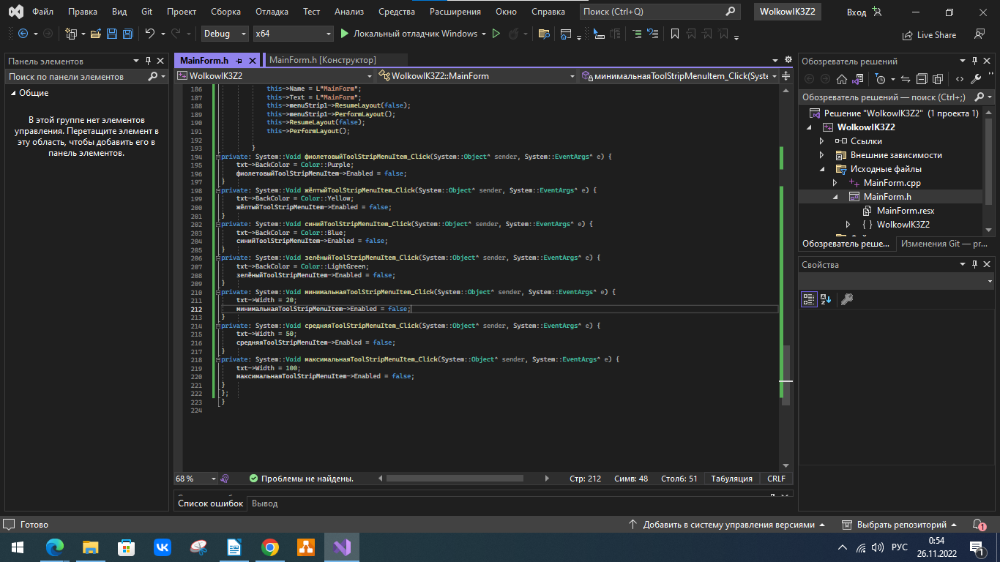 Файл Правка Вид Git Проект Сборка Отладка Тест Анализ Средства Расширения Окно Справка Поиск (Ctrl+Q) WolkowIK3Z2 Вход
Debug x64 Локальный отладчик Windows Live Share
Панель элементов
Поиск по панели элементов
Общие
В этой группе нет элементов
управления. Перетащите элемент в
эту область, чтобы добавить его в
панель элементов.
MainForm.h MainForm.h [Конструктор]
WolkowIK3Z2 WolkowIK3Z2::MainForm минимальнаяToolStripMenuItem_Click(Syste
186 this->Name = L"MainForm";
187 this->Text = L"MainForm";
188 this->menuStrip1->ResumeLayout(false);
189 this->menuStrip1->PerformLayout();
190 this->ResumeLayout(false);
191 this->PerformLayout();
192
193 }
194 private: System::Void фиолетовыйToolStripMenuItem_Click(System::Object^ sender, System::EventArgs^ e) {
195 txt->BackColor = Color::Purple;
196 фиолетовыйToolStripMenuItem->Enabled = false;
197 }
198 private: System::Void жёлтыйToolStripMenuItem_Click(System::Object^ sender, System::EventArgs^ e) {
199 txt->BackColor = Color::Yellow;
200 жёлтыйToolStripMenuItem->Enabled = false;
201 }
202 private: System::Void синийToolStripMenuItem_Click(System::Object^ sender, System::EventArgs^ e) {
203 txt->BackColor = Color::Blue;
204 синийToolStripMenuItem->Enabled = false;
205 }
206 private: System::Void зелёныйToolStripMenuItem_Click(System::Object^ sender, System::EventArgs^ e) {
207 txt->BackColor = Color::LightGreen;
208 зелёныйToolStripMenuItem->Enabled = false;
209 }
210 private: System::Void минимальнаяToolStripMenuItem_Click(System::Object^ sender, System::EventArgs^ e) {
211 txt->Width = 20;
212 минимальнаяToolStripMenuItem->Enabled = false;
213 }
214 private: System::Void средняяToolStripMenuItem_Click(System::Object^ sender, System::EventArgs^ e) {
215 txt->Width = 50;
216 средняяToolStripMenuItem->Enabled = false;
217 }
218 private: System::Void максимальнаяToolStripMenuItem_Click(System::Object^ sender, System::EventArgs^ e) {
219 txt->Width = 100;
220 максимальнаяToolStripMenuItem->Enabled = false;
221 }
222 };
223 }
224
68 % Проблемы не найдены. Стр: 212 Симв: 48 Столб: 51 Табуляция CRLF
Список ошибок Вывод
Обозреватель решений
Обозреватель решений — поиск (Ctrl+;)
Решение "WolkowIK3Z2" (1 проекта 1)
WolkowIK3Z2
Ссылки
Внешние зависимости
Исходные файлы
MainForm.cpp
MainForm.h
MainForm.resx
{ } WolkowIK3Z2
Обозреватель реше... Изменения Git — pr...
Свойства
Готово Добавить в систему управления версиями Выбрать репозиторий 1
РУС 0:54
26.11.2022 1